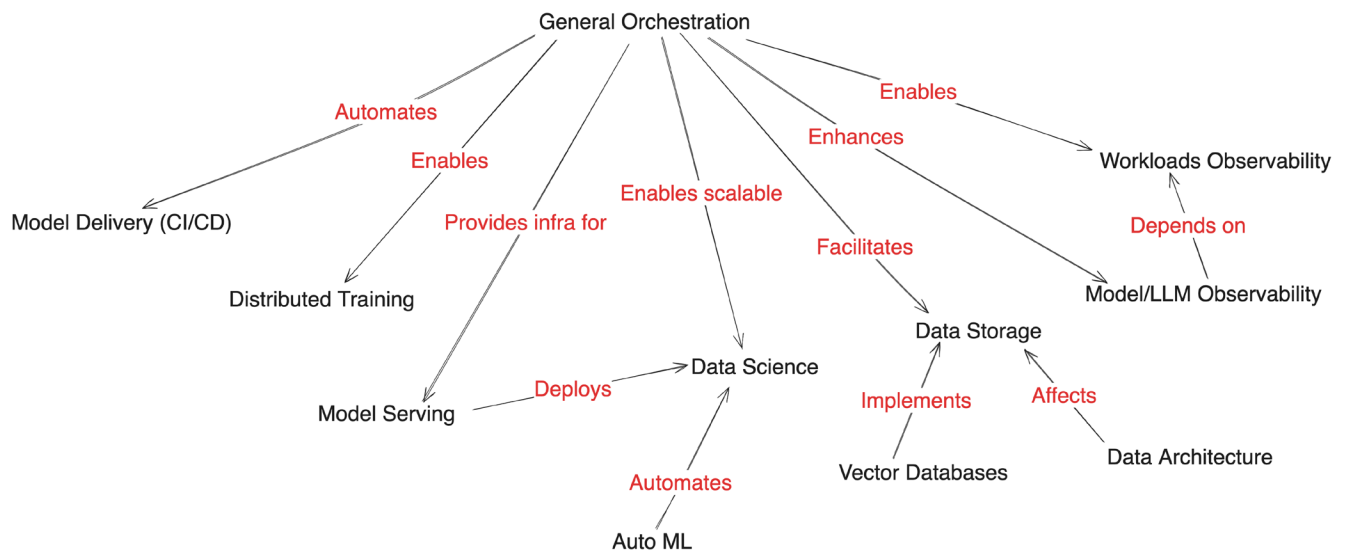 General Orchestration
Enables
Automates
Enhances
Enables
Workloads Observability
Enables scalable
Model Delivery (CI/CD)
Provides infra for
Depends on
Facilitates
Distributed Training
Model/LLM Observability
Data Storage
Data Science
Deploys
Implements
Affects
Model Serving
Data Architecture
Vector Databases
Automates
Auto ML